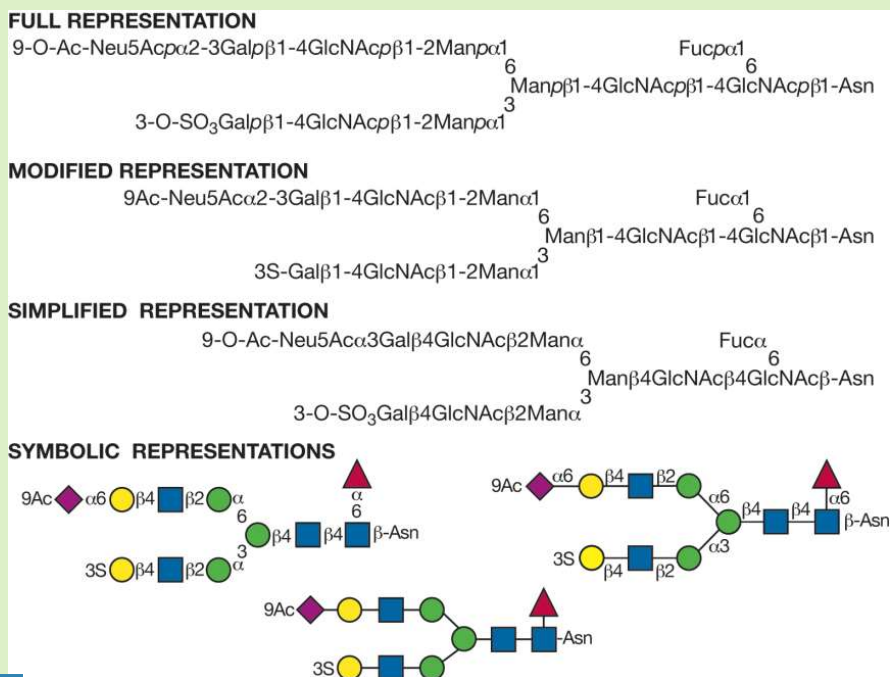 FULL REPRESENTATION
9-O-Ac-Neu5Acpα2-3Galpβ1-4GlcNAcpβ1-2Manpα1 Fucpα1
6 6
Manpβ1-4GlcNAcpβ1-4GlcNAcpβ1-Asn
3
3-O-SO₃Galpβ1-4GlcNAcpβ1-2Manpα1
MODIFIED REPRESENTATION
9Ac-Neu5Acα2-3Galβ1-4GlcNAcβ1-2Manα1 Fucα1
6 6
Manβ1-4GlcNAcβ1-4GlcNAcβ1-Asn
3
3S-Galβ1-4GlcNAcβ1-2Manα1
SIMPLIFIED REPRESENTATION
9-O-Ac-Neu5Acα3Galβ4GlcNAcβ2Manα Fucα
6 6
Manβ4GlcNAcβ4GlcNAcβ-Asn
3
3-O-SO₃Galβ4GlcNAcβ2Manα
SYMBOLIC REPRESENTATIONS
9Ac α6 β4 β2 α
α
6
6
β4 β4 β-Asn
3
3S β4 β2 α
9Ac α6 β4 β2
α6
α6
β4 β4 β-Asn
α3
3S β4 β2
9Ac
-Asn
3S